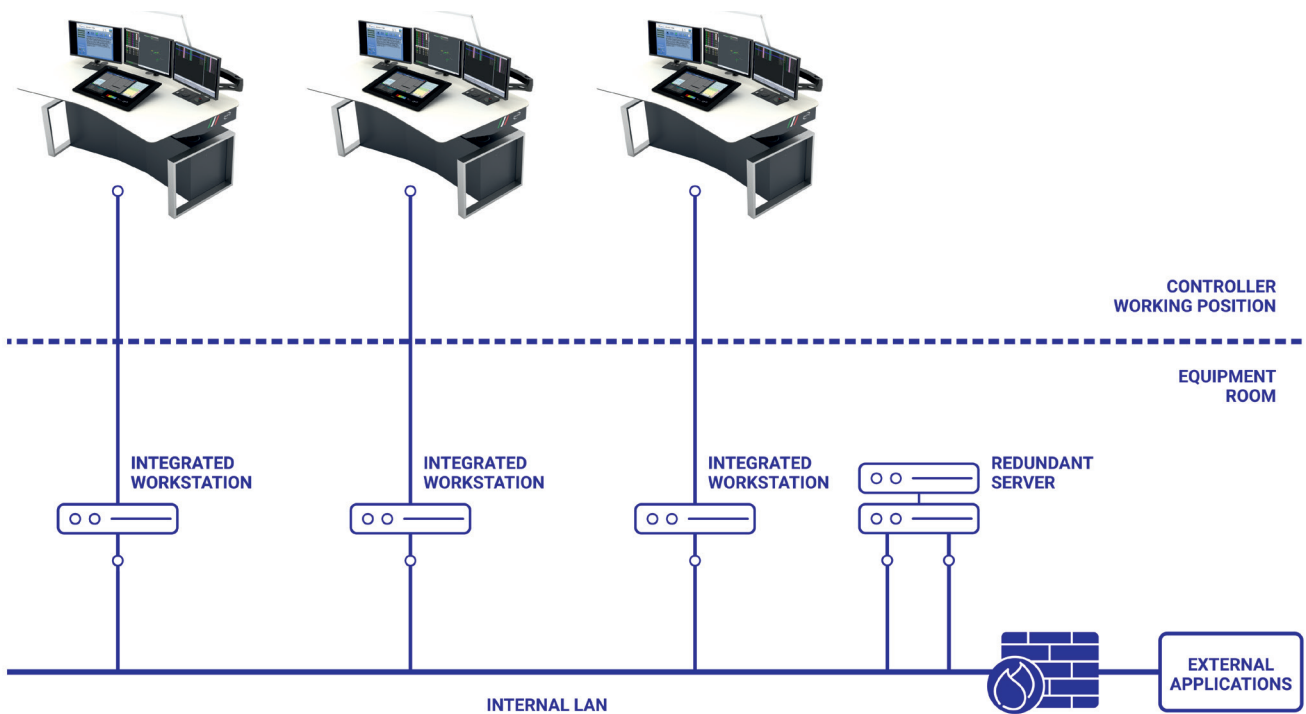 CONTROLLER
WORKING POSITION
EQUIPMENT
ROOM
INTEGRATED
WORKSTATION
INTEGRATED
WORKSTATION
INTEGRATED
WORKSTATION
REDUNDANT
SERVER
EXTERNAL
APPLICATIONS
INTERNAL LAN